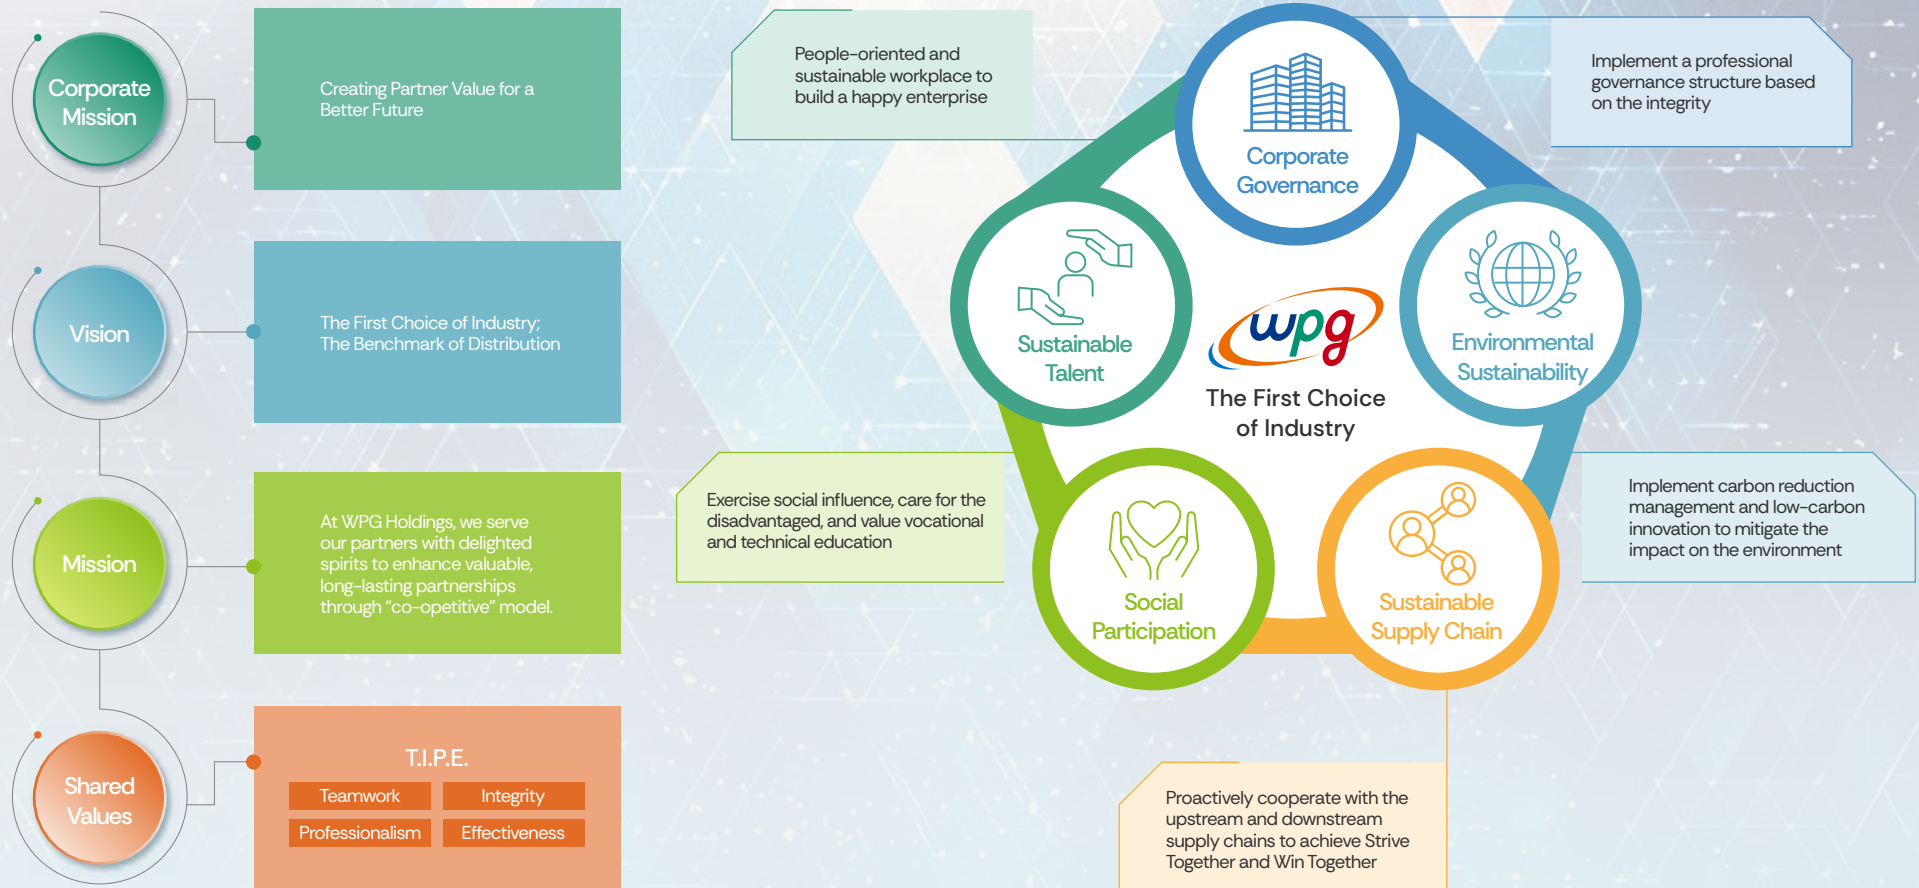 Corporate
Mission
Creating Partner Value for a
Better Future
Vision
The First Choice of Industry;
The Benchmark of Distribution
Mission
At WPG Holdings, we serve
our partners with delighted
spirits to enhance valuable,
long-lasting partnerships
through “co-opetitive” model.
Shared
Values
T.I.P.E.
Teamwork
Integrity
Professionalism
Effectiveness
People-oriented and
sustainable workplace to
build a happy enterprise
Corporate
Governance
Implement a professional
governance structure based
on the integrity
Sustainable
Talent
wpg
The First Choice
of Industry
Environmental
Sustainability
Exercise social influence, care for the
disadvantaged, and value vocational
and technical education
Social
Participation
Sustainable
Supply Chain
Implement carbon reduction
management and low-carbon
innovation to mitigate the
impact on the environment
Proactively cooperate with the
upstream and downstream
supply chains to achieve Strive
Together and Win Together